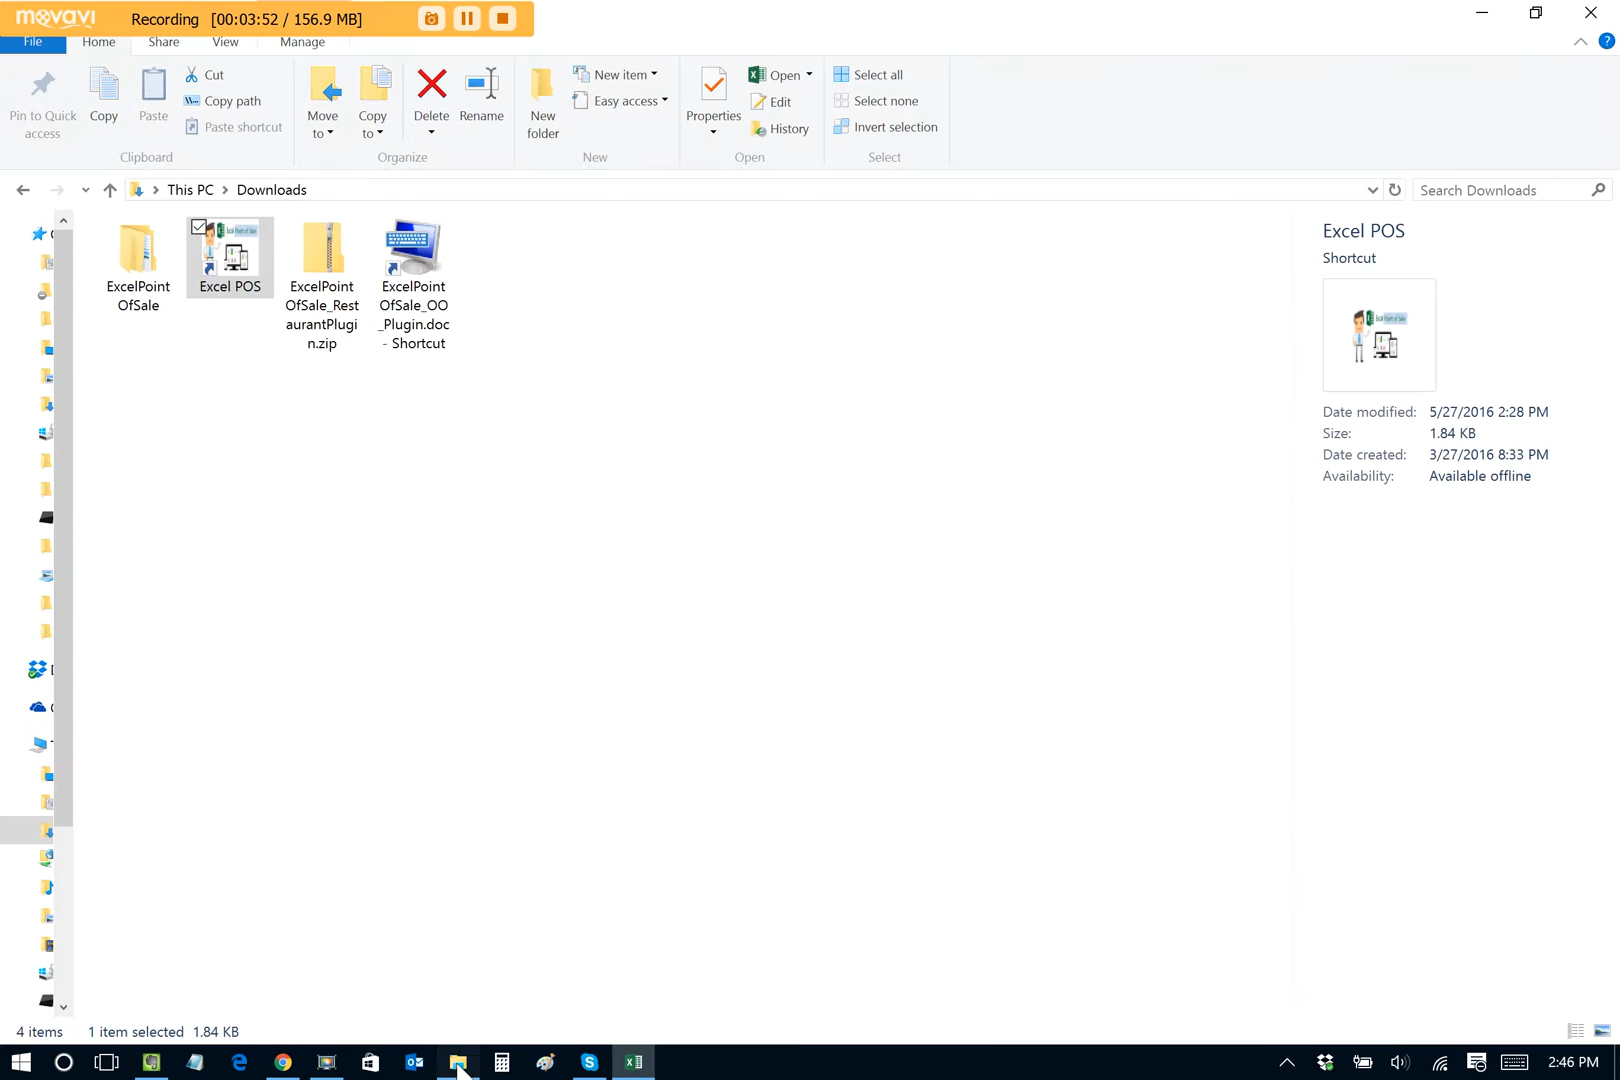 movavi
Recording [00:03:52 / 156.9 MB]
File
Home
Share
View
Manage
Pin to Quick access
Copy
Paste
Cut
Copy path
Paste shortcut
Clipboard
Move to
Copy to
Delete
Rename
Organize
New folder
New item
Easy access
New
Properties
Open
Edit
History
Open
Select all
Select none
Invert selection
Select
This PC
Downloads
Search Downloads
ExcelPoint
OfSale
Excel POS
ExcelPoint
OfSale_Rest
aurantPlugi
n.zip
ExcelPoint
OfSale_OO
_Plugin.doc
- Shortcut
Excel POS
Shortcut
Date modified: 5/27/2016 2:28 PM
Size: 1.84 KB
Date created: 3/27/2016 8:33 PM
Availability: Available offline
4 items
1 item selected 1.84 KB
2:46 PM